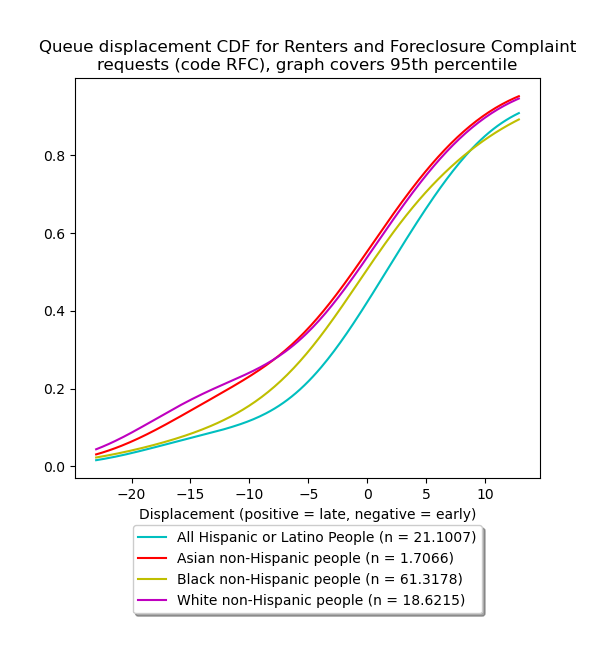 Queue displacement CDF for Renters and Foreclosure Complaint
requests (code RFC), graph covers 95th percentile
0.8
0.6
0.4
0.2
0.0
−20 −15 −10 −5 0 5 10
Displacement (positive = late, negative = early)
All Hispanic or Latino People (n = 21.1007)
Asian non-Hispanic people (n = 1.7066)
Black non-Hispanic people (n = 61.3178)
White non-Hispanic people (n = 18.6215)